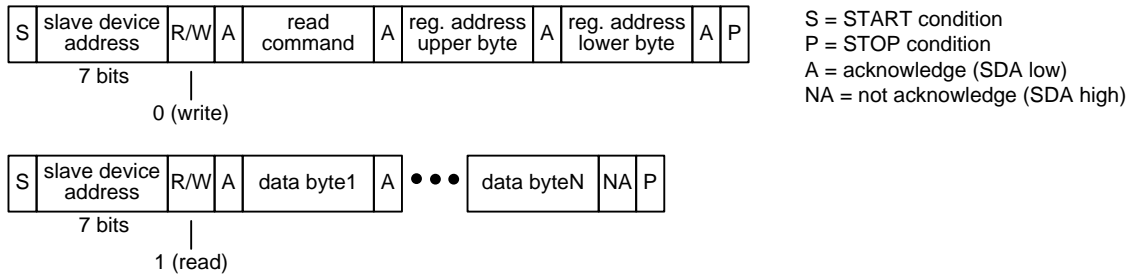 S slave device address R/W A read command A reg. address upper byte A reg. address lower byte A P
7 bits
0 (write)
S = START condition
P = STOP condition
A = acknowledge (SDA low)
NA = not acknowledge (SDA high)
S slave device address R/W A data byte1 A ••• data byteN NA P
7 bits
1 (read)